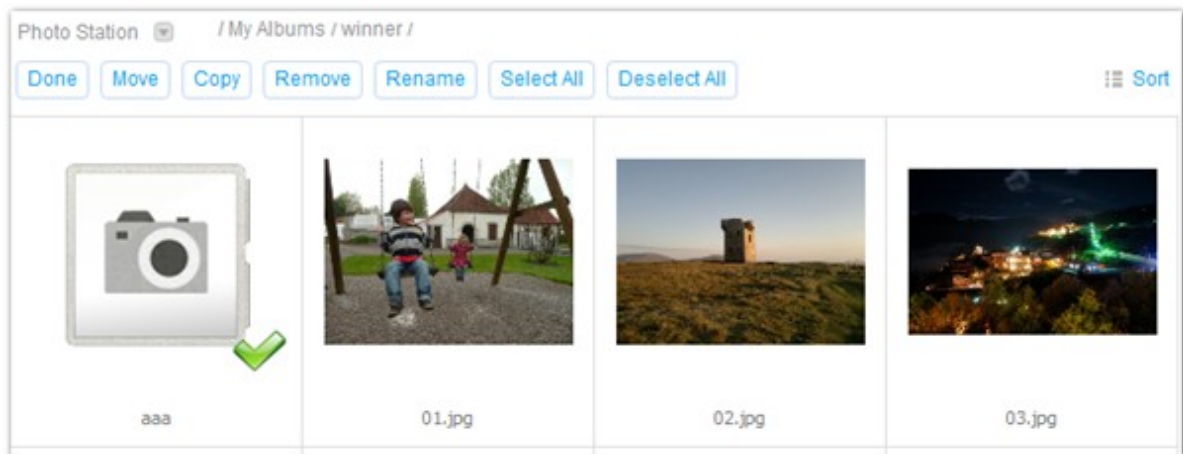 Photo Station / My Albums / winner /
Done Move Copy Remove Rename Select All Deselect All Sort
aaa 01.jpg 02.jpg 03.jpg